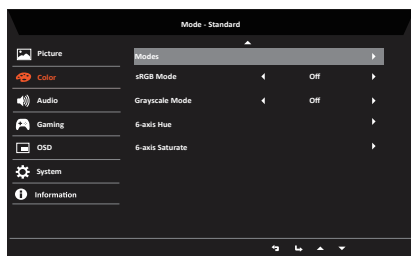 Mode - Standard
Picture
Color
Audio
Gaming
OSD
System
Information
Modes
sRGB Mode Off
Grayscale Mode Off
6-axis Hue
6-axis Saturate